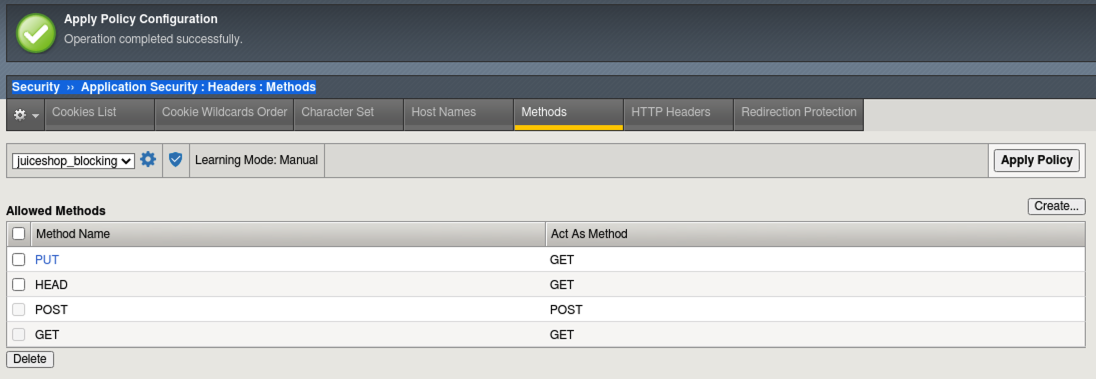 Apply Policy Configuration
Operation completed successfully.
Security ›› Application Security : Headers : Methods
Cookies List Cookie Wildcards Order Character Set Host Names Methods HTTP Headers Redirection Protection
juiceshop_blocking Learning Mode: Manual Apply Policy
Allowed Methods Create...
Method Name Act As Method
PUT GET
HEAD GET
POST POST
GET GET
Delete